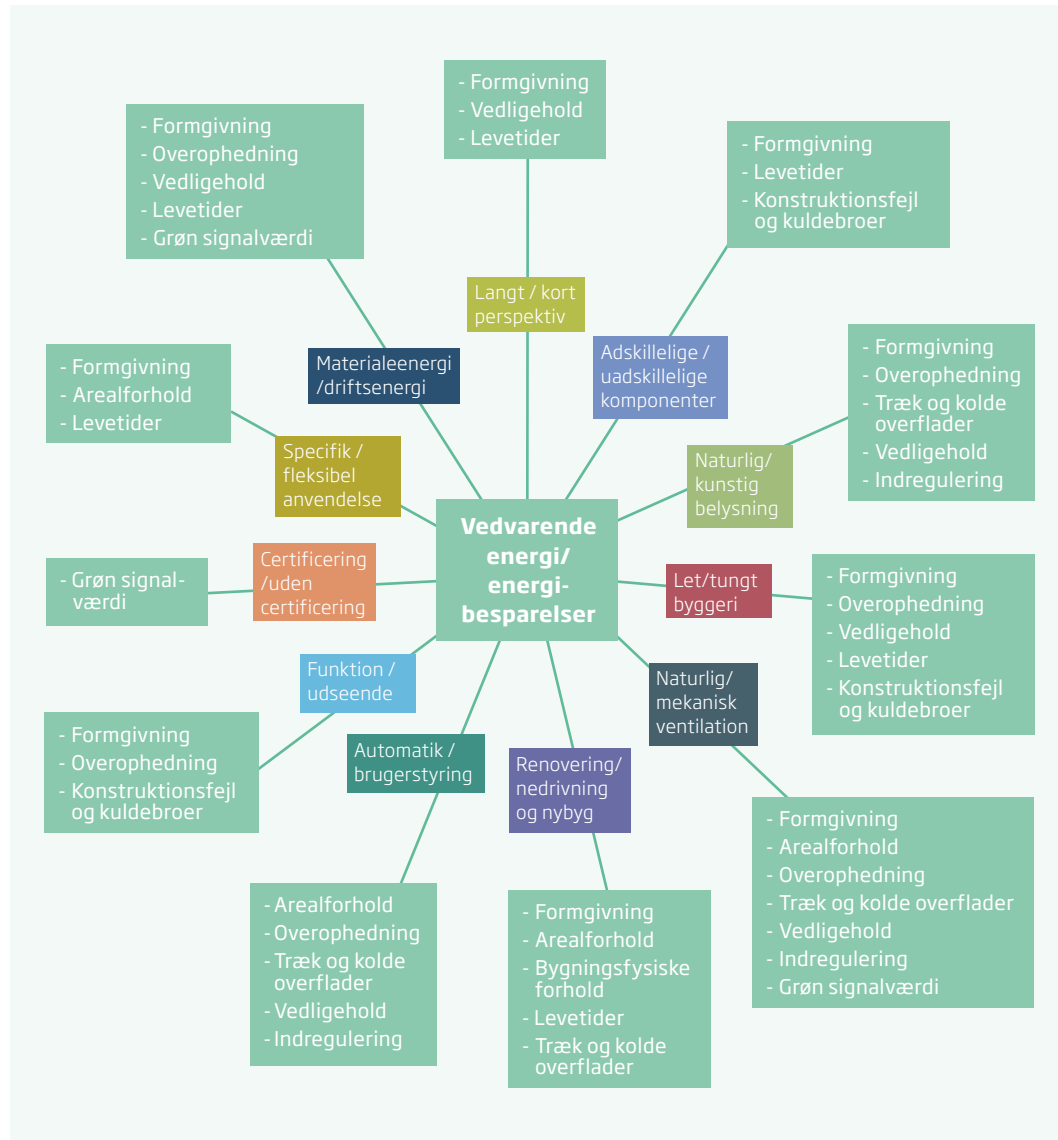 - Formgivning
- Vedligehold
- Levetider
Langt / kort
perspektiv
- Formgivning
- Levetider
- Konstruktionsfejl
og kuldebroer
Adskillelige /
uadskillelige
komponenter
- Formgivning
- Overophedning
- Træk og kolde
overflader
- Vedligehold
- Indregulering
Naturlig/
kunstig
belysning
- Formgivning
- Overophedning
- Vedligehold
- Levetider
- Konstruktionsfejl
og kuldebroer
Let/tungt
byggeri
- Formgivning
- Arealforhold
- Overophedning
- Træk og kolde overflader
- Vedligehold
- Indregulering
- Grøn signalværdi
Naturlig/
mekanisk
ventilation
- Formgivning
- Arealforhold
- Bygningsfysiske
forhold
- Levetider
- Træk og kolde
overflader
Renovering/
nedrivning
og nybyg
- Arealforhold
- Overophedning
- Træk og kolde
overflader
- Vedligehold
- Indregulering
Automatik /
brugerstyring
- Formgivning
- Overophedning
- Konstruktionsfejl
og kuldebroer
Funktion /
udseende
- Grøn signal-
værdi
Certificering
/uden
certificering
- Formgivning
- Arealforhold
- Levetider
Specifik /
fleksibel
anvendelse
- Formgivning
- Overophedning
- Vedligehold
- Levetider
- Grøn signalværdi
Materialeenergi
/driftsenergi
Vedvarende
energi/
energi-
besparelser